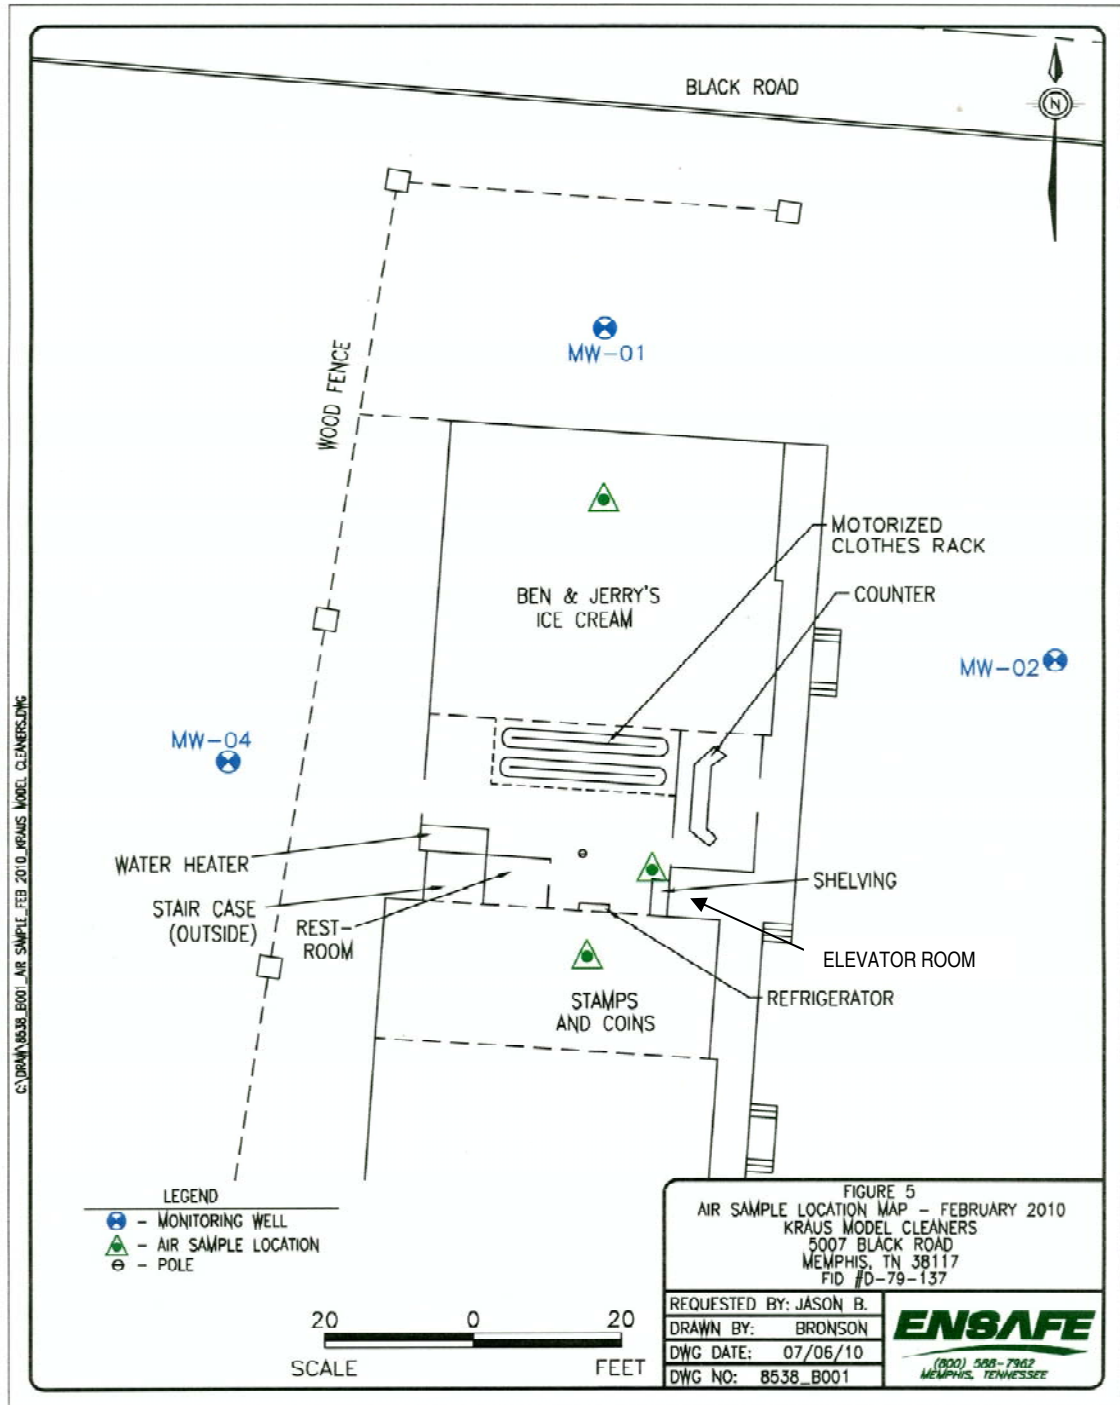 BLACK ROAD
N
MW-01
WOOD FENCE
MOTORIZED
CLOTHES RACK
BEN & JERRY'S
ICE CREAM
COUNTER
MW-02
MW-04
WATER HEATER
SHELVING
STAIR CASE
(OUTSIDE)
REST-
ROOM
ELEVATOR ROOM
REFRIGERATOR
STAMPS
AND COINS
C:\DRAW\8538_B001_AIR SAMPLE_FEB 2010_KRAUS MODEL CLEANERS.DWG
LEGEND
- MONITORING WELL
- AIR SAMPLE LOCATION
- POLE
20 0 20
SCALE FEET
FIGURE 5
AIR SAMPLE LOCATION MAP - FEBRUARY 2010
KRAUS MODEL CLEANERS
5007 BLACK ROAD
MEMPHIS, TN 38117
FID #D-79-137
REQUESTED BY: JASON B.
DRAWN BY: BRONSON
DWG DATE: 07/06/10
DWG NO: 8538_B001
ENSAFE
(800) 588-7962
MEMPHIS, TENNESSEE